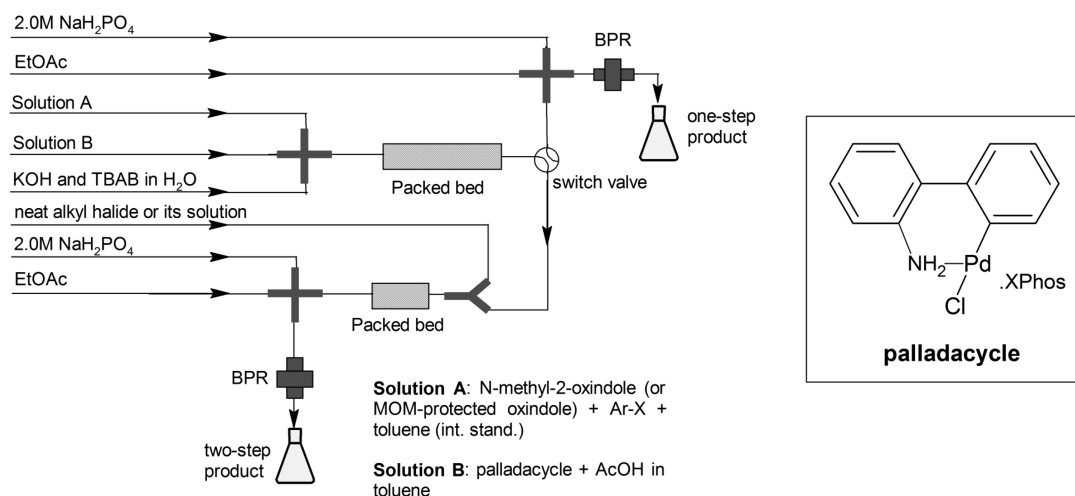 2.0M NaH₂PO₄
BPR
EtOAc
Solution A
one-step
product
Solution B
Packed bed
switch valve
KOH and TBAB in H₂O
neat alkyl halide or its solution
2.0M NaH₂PO₄
EtOAc
Packed bed
BPR
two-step
product
Solution A: N-methyl-2-oxindole (or
MOM-protected oxindole) + Ar-X +
toluene (int. stand.)
Solution B: palladacycle + AcOH in
toluene
NH₂ Pd
.XPhos
Cl
palladacycle